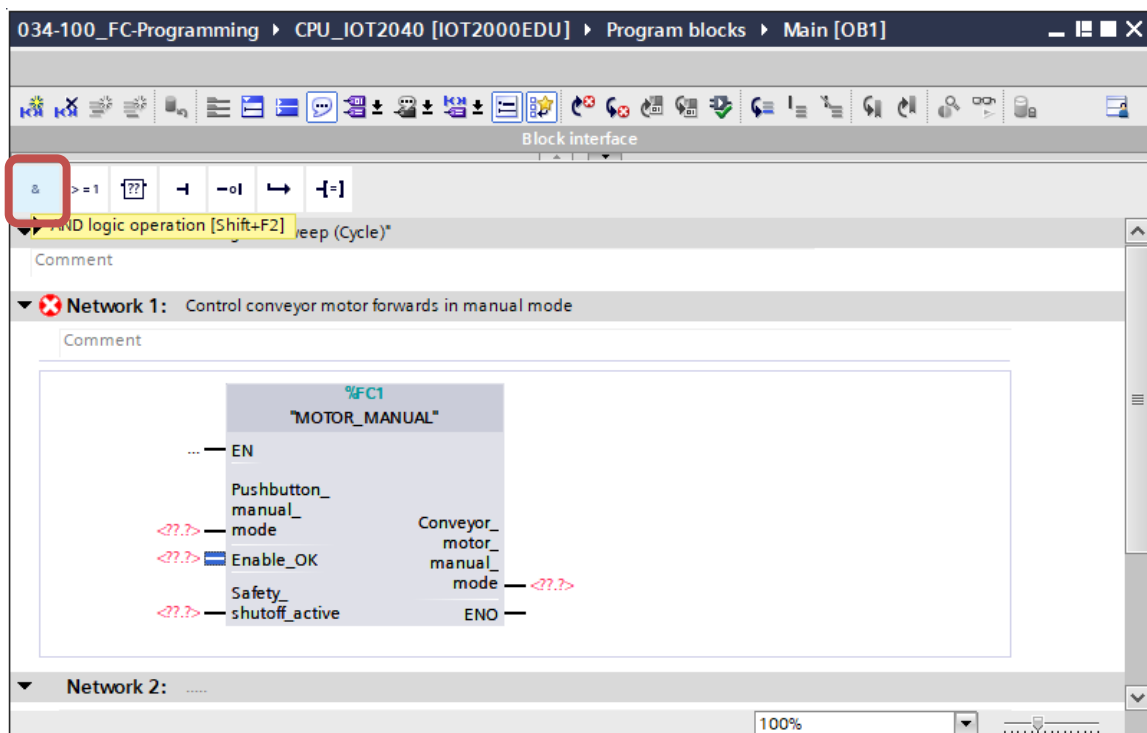 034-100_FC-Programming ▸ CPU_IOT2040 [IOT2000EDU] ▸ Program blocks ▸ Main [OB1]
Block interface
& >=1 ??
AND logic operation [Shift+F2] (Cycle)"
Comment
Network 1: Control conveyor motor forwards in manual mode
Comment
%FC1
"MOTOR_MANUAL"
... EN
Pushbutton_
manual_
<??.?> mode
<??.?> Enable_OK
Safety_
<??.?> shutoff_active
Conveyor_
motor_
manual_
mode <??.?>
ENO
Network 2: .....
100%